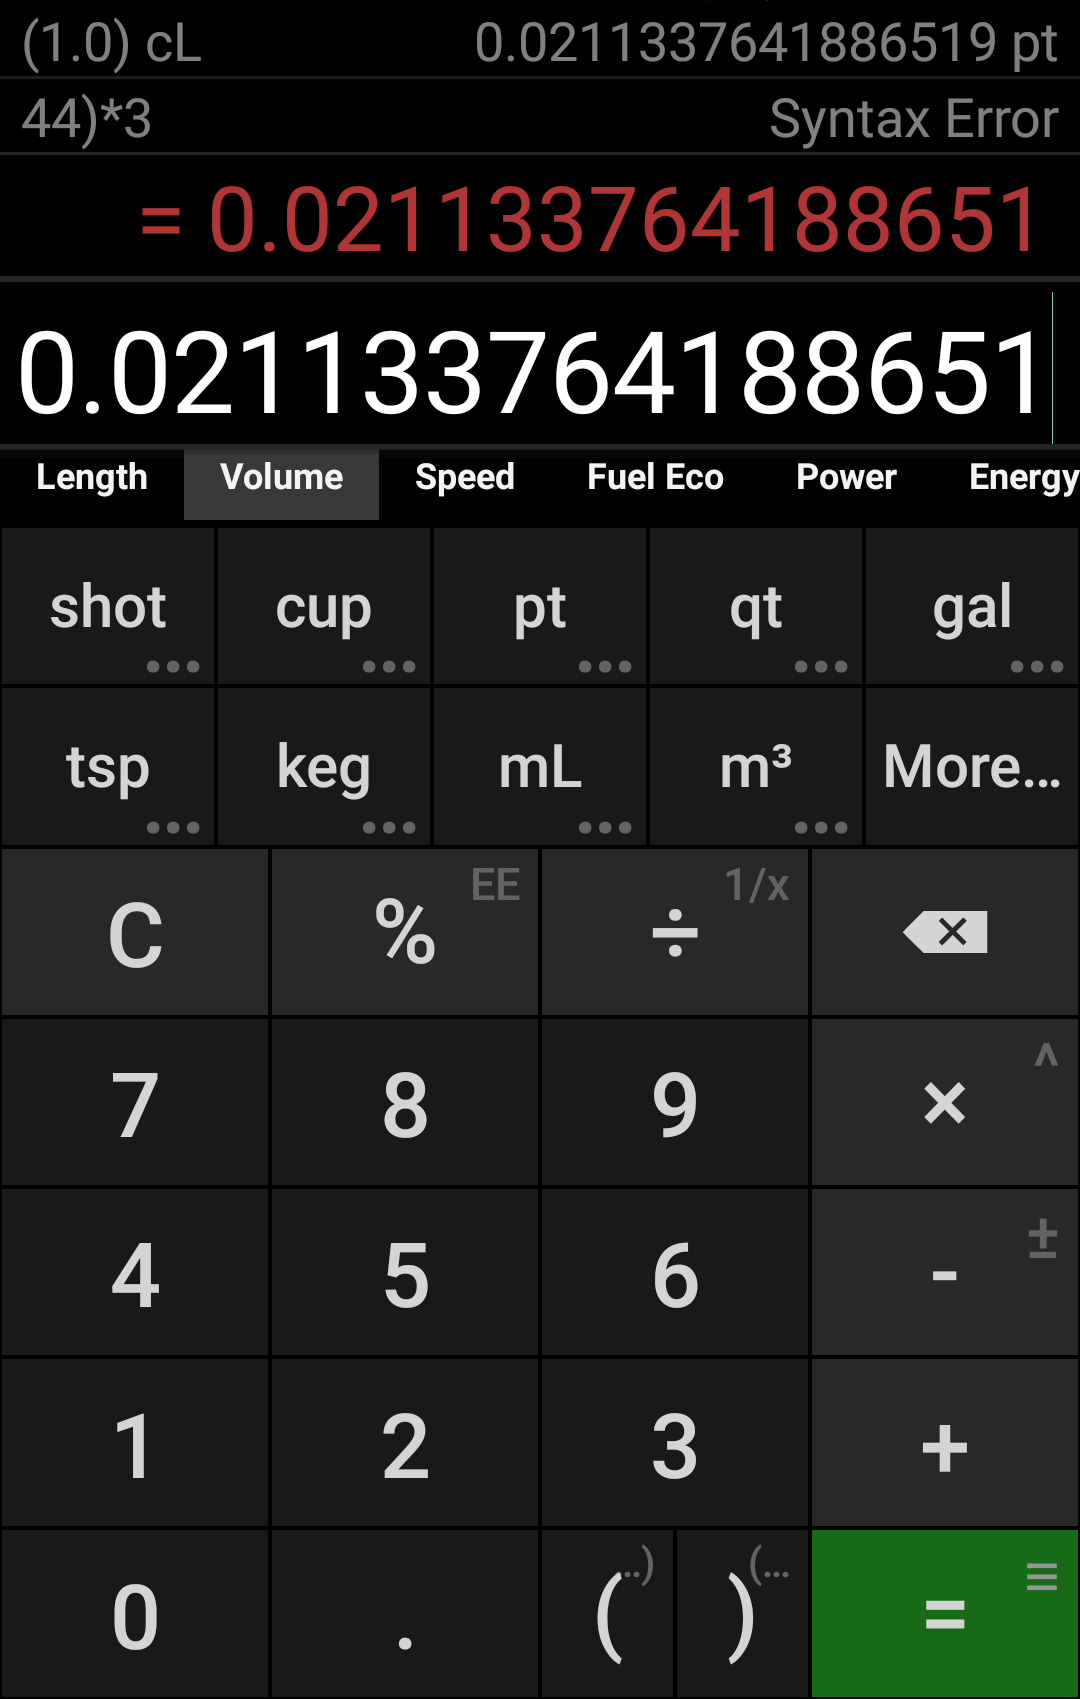 (1.0) cL 0.0211337641886519 pt
44)*3 Syntax Error
= 0.021133764188651
0.021133764188651
Length Volume Speed Fuel Eco Power Energy
shot cup pt qt gal
tsp keg mL m³ More...
C % EE ÷ 1/x
7 8 9 × ^
4 5 6 - ±
1 2 3 +
0 . ( ..) ) (... = ≡